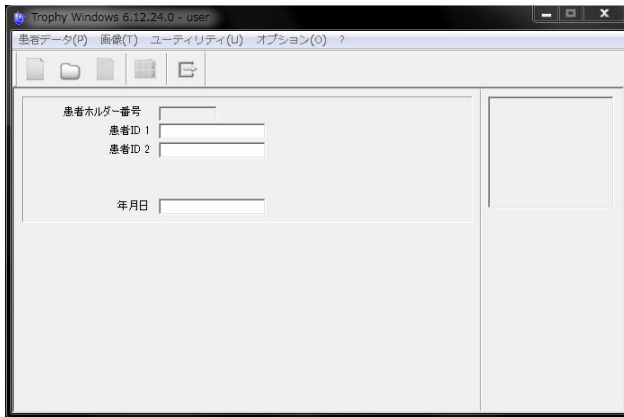 Trophy Windows 6.12.24.0 - user
患者データ(P) 画像(T) ユーティリティ(U) オプション(O) ?
患者ホルダー番号
患者ID 1
患者ID 2
年月日